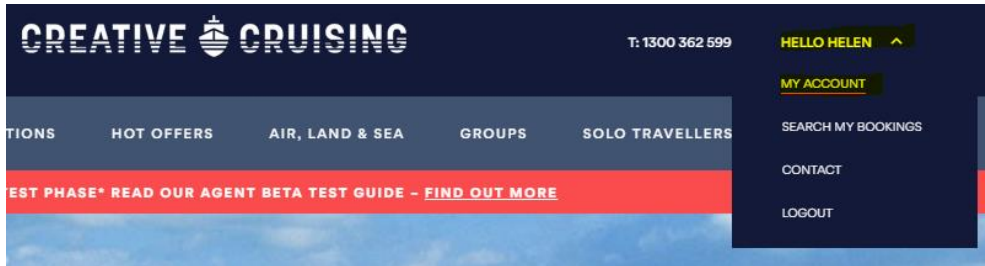 CREATIVE CRUISING
T: 1300 362 599
HELLO HELEN
MY ACCOUNT
SEARCH MY BOOKINGS
CONTACT
LOGOUT
TIONS HOT OFFERS AIR, LAND & SEA GROUPS SOLO TRAVELLERS
EST PHASE* READ OUR AGENT BETA TEST GUIDE – FIND OUT MORE